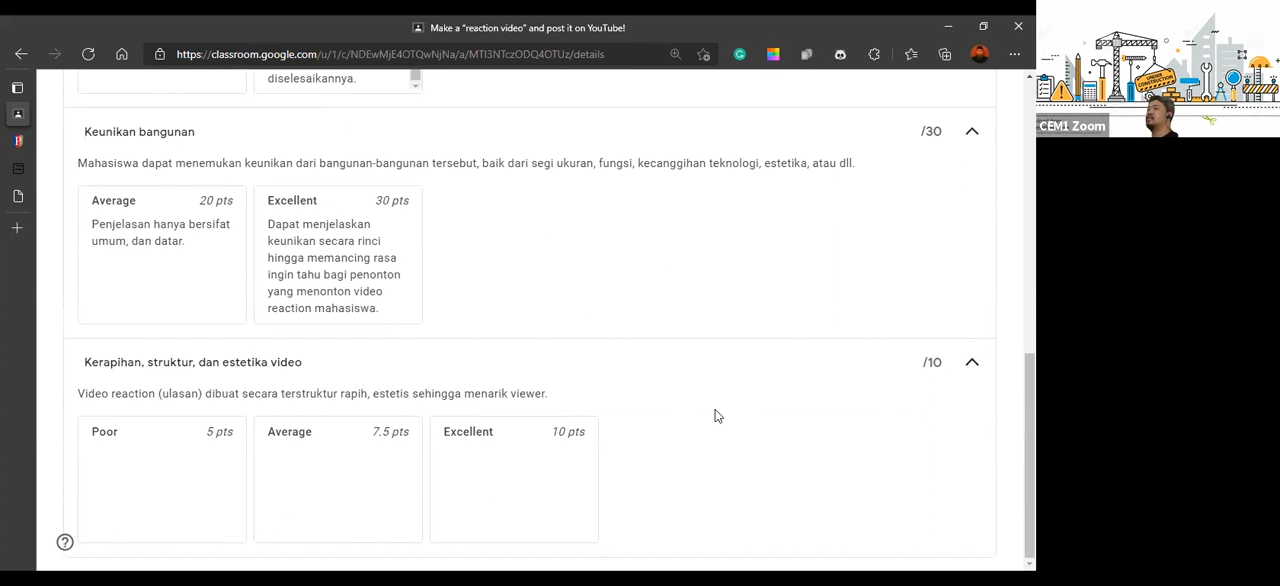 Make a "reaction video" and post it on YouTube!
https://classroom.google.com/u/1/c/NDEwMjE4OTQwNjNa/a/MTI3NTczODQ4OTUz/details
UNDER
CONSTRUCTION
CEM1 Zoom
diselesaikannya.
Keunikan bangunan
/30
Mahasiswa dapat menemukan keunikan dari bangunan-bangunan tersebut, baik dari segi ukuran, fungsi, kecanggihan teknologi, estetika, atau dll.
Average 20 pts
Penjelasan hanya bersifat
umum, dan datar.
Excellent 30 pts
Dapat menjelaskan
keunikan secara rinci
hingga memancing rasa
ingin tahu bagi penonton
yang menonton video
reaction mahasiswa.
Kerapihan, struktur, dan estetika video
/10
Video reaction (ulasan) dibuat secara terstruktur rapih, estetis sehingga menarik viewer.
Poor 5 pts
Average 7.5 pts
Excellent 10 pts